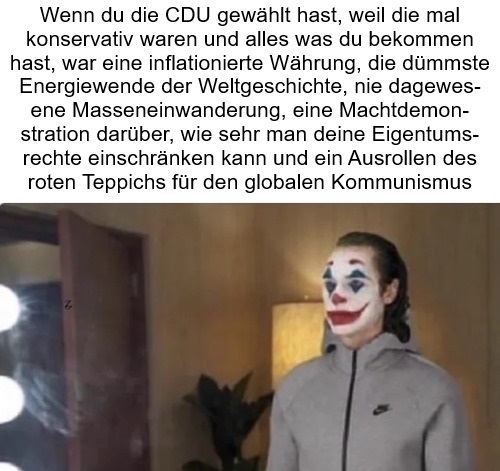 Wenn du die CDU gewählt hast, weil die mal
konservativ waren und alles was du bekommen
hast, war eine inflationierte Währung, die dümmste
Energiewende der Weltgeschichte, nie dagewes-
ene Masseneinwanderung, eine Machtdemon-
stration darüber, wie sehr man deine Eigentums-
rechte einschränken kann und ein Ausrollen des
roten Teppichs für den globalen Kommunismus